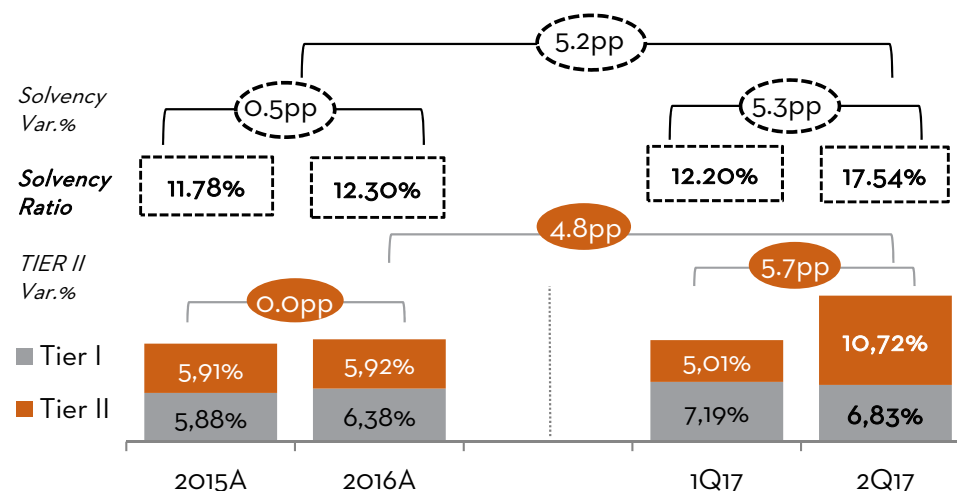 5.2pp
Solvency
Var.%
0.5pp
5.3pp
Solvency
Ratio
11.78%
12.30%
12.20%
17.54%
4.8pp
TIER II
Var.%
5.7pp
0.0pp
Tier I
Tier II
5,91%
5,92%
5,01%
10,72%
5,88%
6,38%
7,19%
6,83%
2015A
2016A
1Q17
2Q17